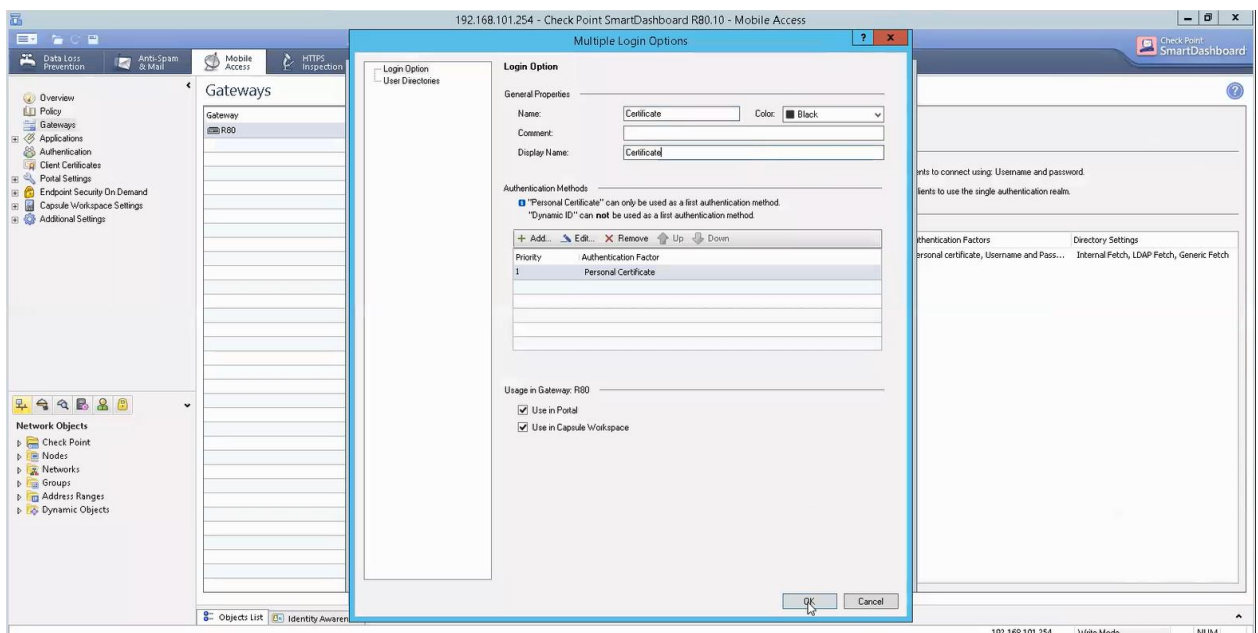 192.168.101.254 - Check Point SmartDashboard R80.10 - Mobile Access
Check Point
SmartDashboard
Data Loss
Prevention
Anti-Spam
& Mail
Mobile
Access
HTTPS
Inspection
Overview
Policy
Gateways
Applications
Authentication
Client Certificates
Portal Settings
Endpoint Security On Demand
Capsule Workspace Settings
Additional Settings
Network Objects
Check Point
Nodes
Networks
Groups
Address Ranges
Dynamic Objects
Gateways
Gateway
R80
Objects List
Identity Awaren
Multiple Login Options
? x
Login Option
User Directories
Login Option
General Properties
Name: Certificate Color: Black
Comment:
Display Name: Certificate
Authentication Methods
"Personal Certificate" can only be used as a first authentication method.
"Dynamic ID" can not be used as a first authentication method.
Add... Edit... Remove Up Down
Priority Authentication Factor
1 Personal Certificate
Usage in Gateway: R80
Use in Portal
Use in Capsule Workspace
OK Cancel
nts to connect using: Username and password.
lients to use the single authentication realm.
thentication Factors Directory Settings
ersonal certificate, Username and Pass... Internal Fetch, LDAP Fetch, Generic Fetch
192.168.101.254 Write Mode NUM